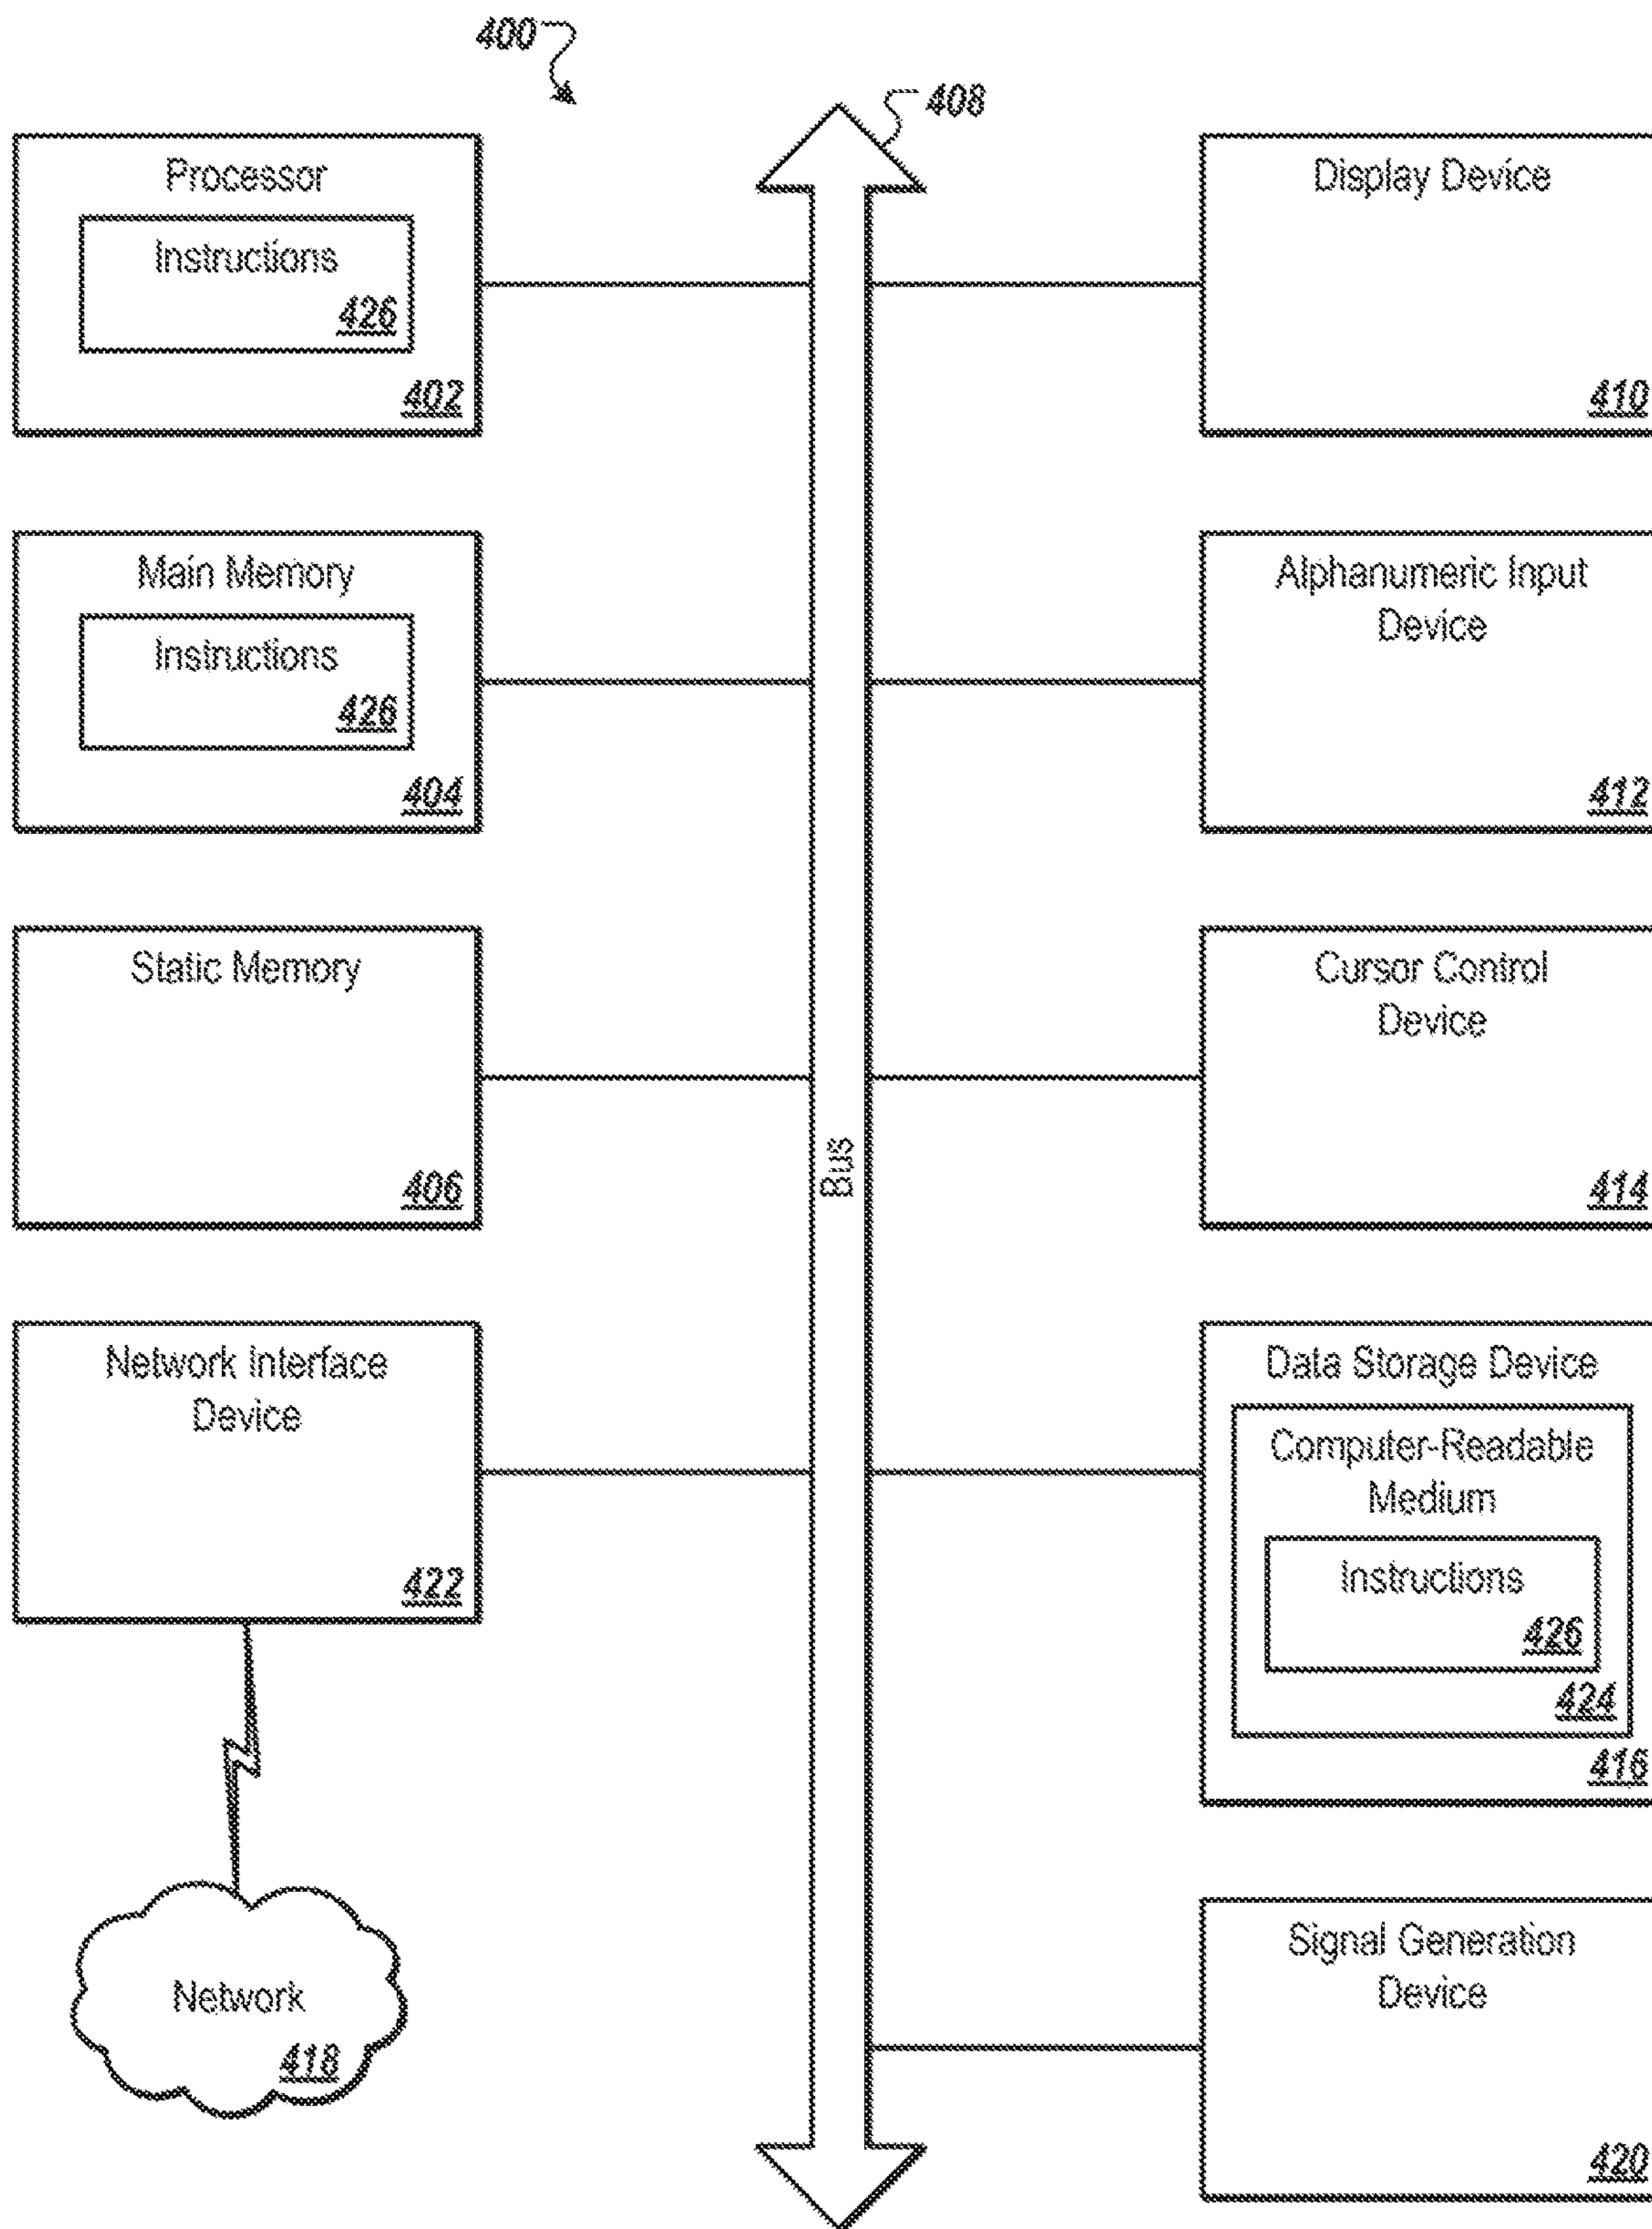 400
408
Processor
Instructions
426
402
Main Memory
Instructions
426
404
Static Memory
406
Network Interface
Device
422
Network
418
Bus
Display Device
410
Alphanumeric Input
Device
412
Cursor Control
Device
414
Data Storage Device
Computer-Readable
Medium
Instructions
426
424
416
Signal Generation
Device
420